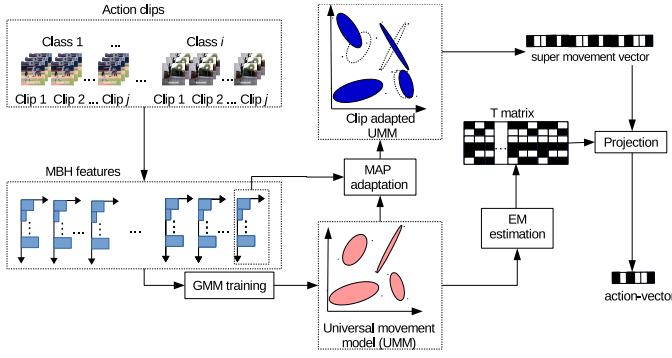 Action clips
Class 1
...
Class i
... ... ...
Clip 1 Clip 2 ... Clip j
Clip 1 Clip 2 ... Clip j
MBH features
... ... ...
GMM training
Clip adapted
UMM
MAP
adaptation
Universal movement
model (UMM)
super movement vector
T matrix
...
Projection
EM
estimation
action-vector